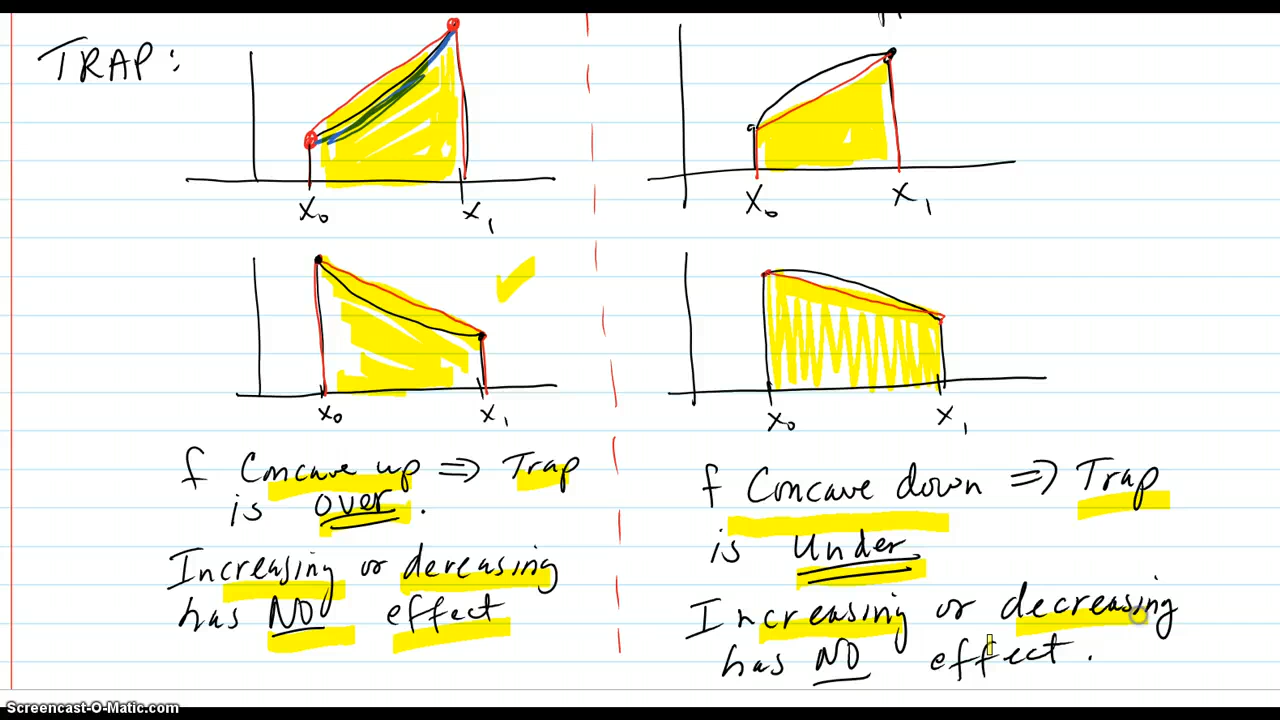 TRAP:
x₀ x₁
x₀ x₁
x₀ x₁
x₀ x₁
f Concave up => Trap
is over.
Increasing or dereasing
has NO effect
f Concave down => Trap
is Under
Increasing or decreasing
has NO effect.
Screencast-O-Matic.com